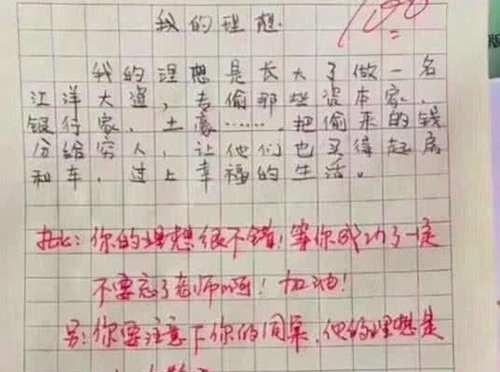 我的理想.
100
我的理想是长大了做一名
江洋大盗,专偷那些资本家、
银行家、土豪……,把偷来的钱
分给穷人,让他们也买得起房
和车,过上幸福的生活。
批:你的理想很不错,等你成功了一定
不要忘了老师啊!加油!
另:你要注意下你的同桌,他的理想是